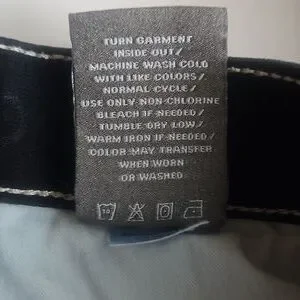 TURN GARMENT
INSIDE OUT/
MACHINE WASH COLD
WITH LIKE COLORS/
NORMAL CYCLE/
USE ONLY NON-CHLORINE
BLEACH IF NEEDED/
TUMBLE DRY LOW/
WARM IRON IF NEEDED/
COLOR MAY TRANSFER
WHEN WORN
OR WASHED